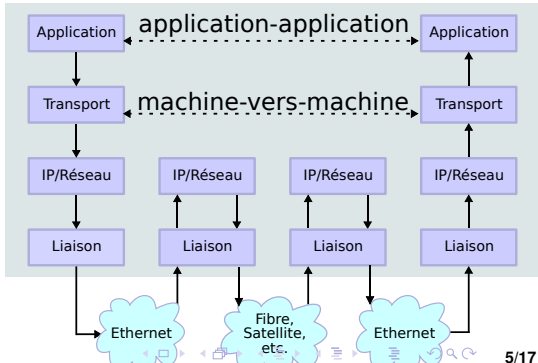 application-application
Application
Application
machine-vers-machine
Transport
Transport
IP/Réseau
IP/Réseau
IP/Réseau
IP/Réseau
Liaison
Liaison
Liaison
Liaison
Ethernet
Fibre,
Satellite,
etc.
Ethernet
5/17